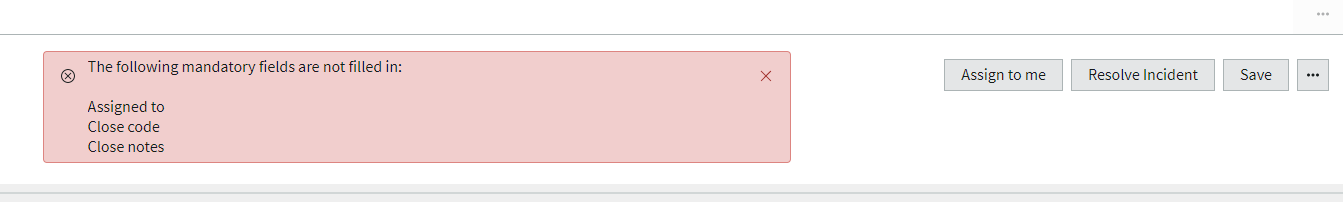 The following mandatory fields are not filled in:
Assign to me
Resolve Incident
Save
Assigned to
Close code
Close notes